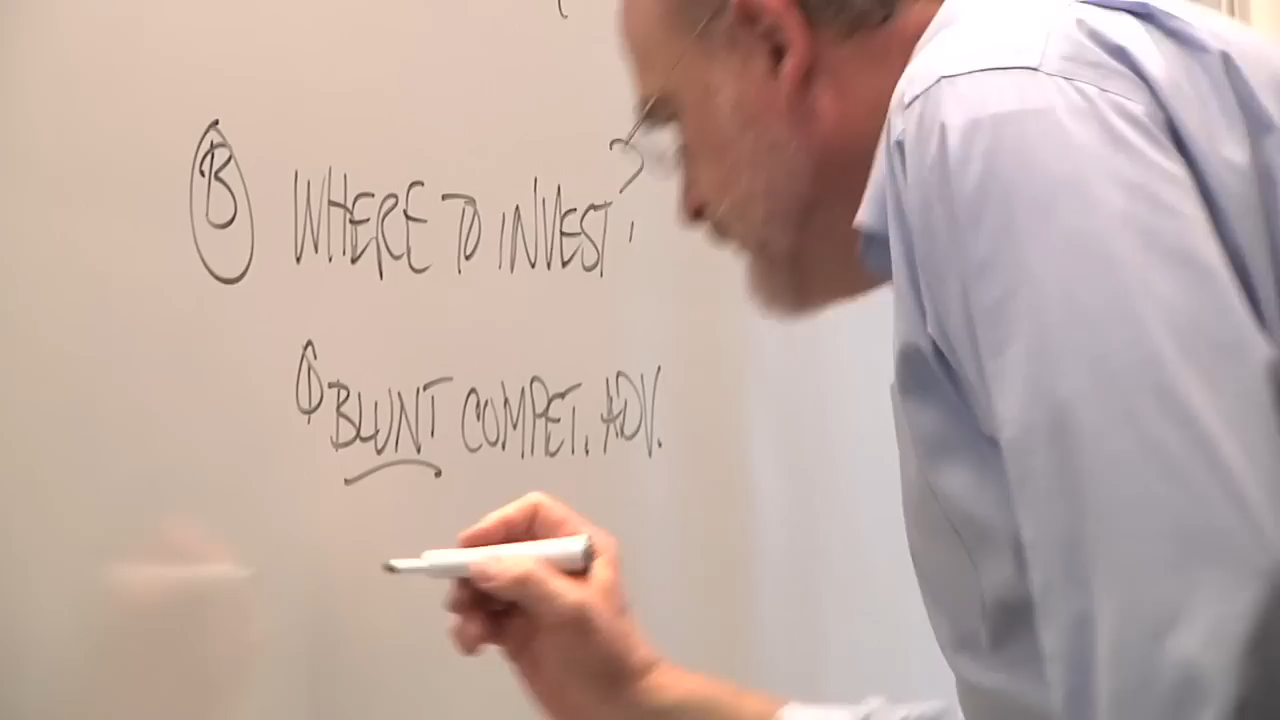 B WHERE TO INVEST?
① BLUNT COMPET. ADV.